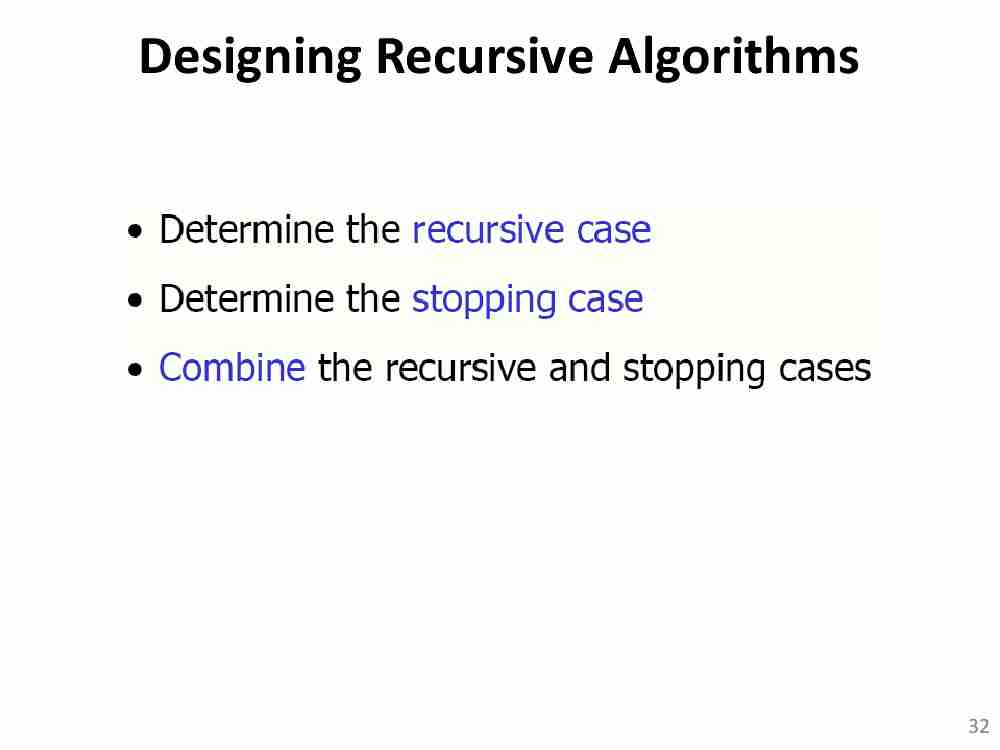 Designing Recursive Algorithms
• Determine the recursive case
• Determine the stopping case
• Combine the recursive and stopping cases
32